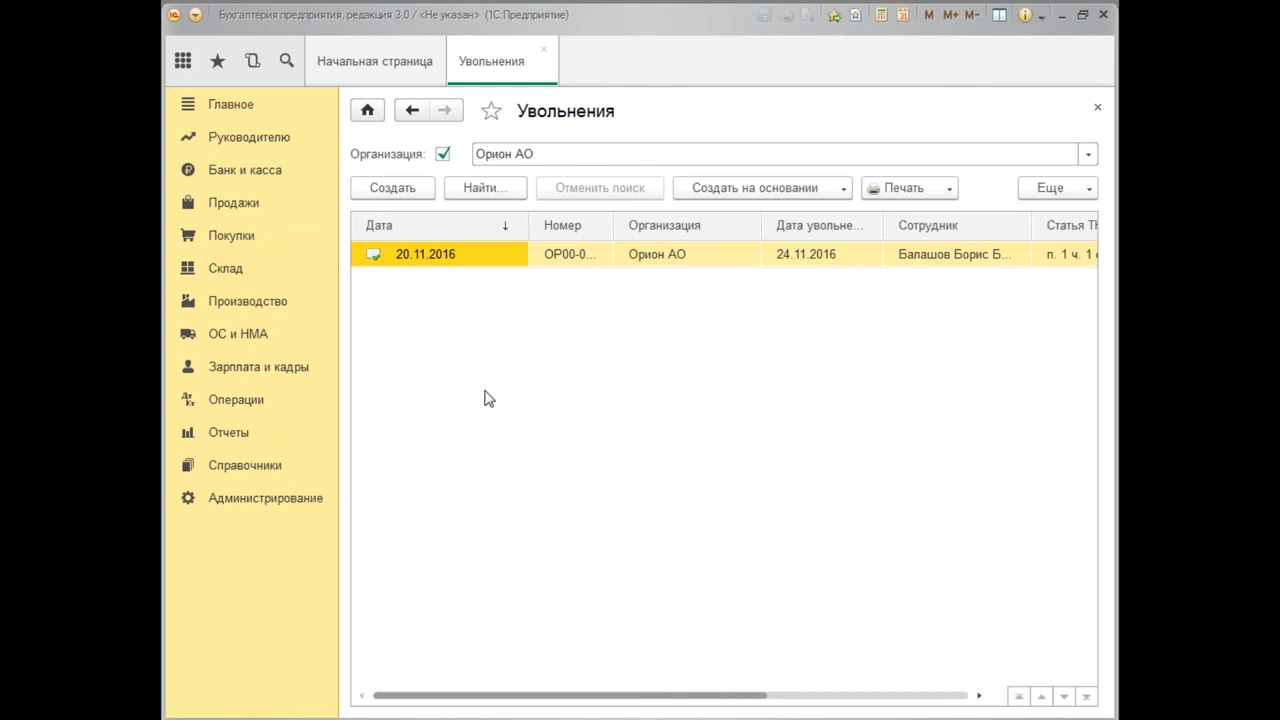 Бухгалтерия предприятия, редакция 3.0 / <Не указан> (1С:Предприятие)
M M+ M-
Начальная страница
Увольнения
Главное
Руководителю
Банк и касса
Продажи
Покупки
Склад
Производство
ОС и НМА
Зарплата и кадры
Операции
Отчеты
Справочники
Администрирование
Увольнения
Организация: Орион АО
Создать Найти... Отменить поиск Создать на основании Печать Еще
Дата Номер Организация Дата увольне... Сотрудник Статья
20.11.2016 ОР00-0... Орион АО 24.11.2016 Балашов Борис Б... п. 1 ч. 1